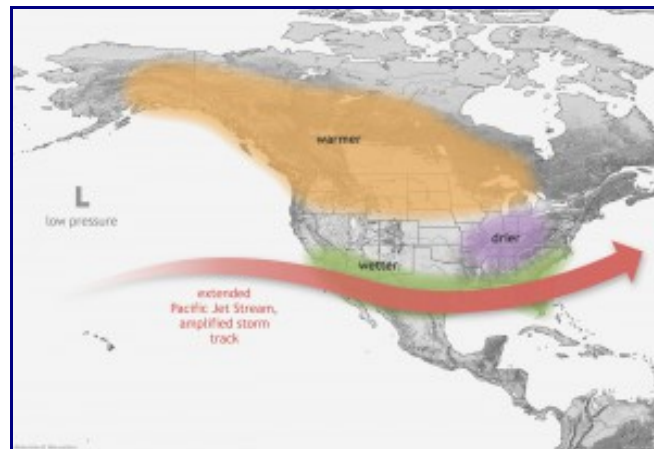 warmer
L
low pressure
drier
wetter
extended
Pacific Jet Stream,
amplified storm
track